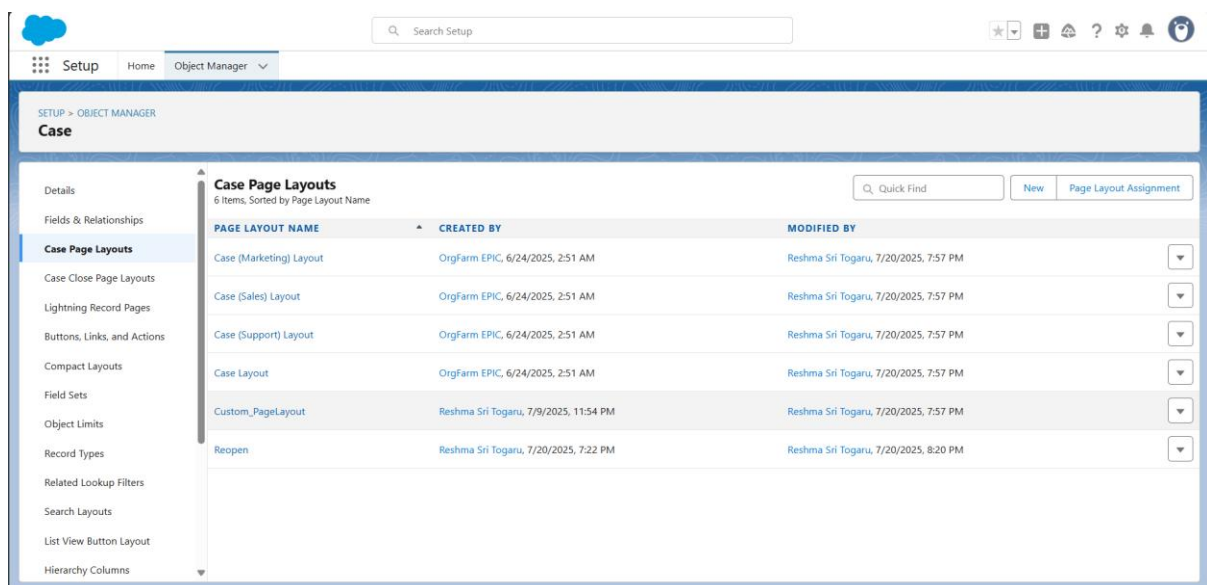 Search Setup
Setup Home Object Manager
SETUP > OBJECT MANAGER
Case
Details
Fields & Relationships
Case Page Layouts
Case Close Page Layouts
Lightning Record Pages
Buttons, Links, and Actions
Compact Layouts
Field Sets
Object Limits
Record Types
Related Lookup Filters
Search Layouts
List View Button Layout
Hierarchy Columns
Case Page Layouts
6 Items, Sorted by Page Layout Name
Quick Find New Page Layout Assignment
PAGE LAYOUT NAME CREATED BY MODIFIED BY
Case (Marketing) Layout OrgFarm EPIC, 6/24/2025, 2:51 AM Reshma Sri Togaru, 7/20/2025, 7:57 PM
Case (Sales) Layout OrgFarm EPIC, 6/24/2025, 2:51 AM Reshma Sri Togaru, 7/20/2025, 7:57 PM
Case (Support) Layout OrgFarm EPIC, 6/24/2025, 2:51 AM Reshma Sri Togaru, 7/20/2025, 7:57 PM
Case Layout OrgFarm EPIC, 6/24/2025, 2:51 AM Reshma Sri Togaru, 7/20/2025, 7:57 PM
Custom_PageLayout Reshma Sri Togaru, 7/9/2025, 11:54 PM Reshma Sri Togaru, 7/20/2025, 7:57 PM
Reopen Reshma Sri Togaru, 7/20/2025, 7:22 PM Reshma Sri Togaru, 7/20/2025, 8:20 PM